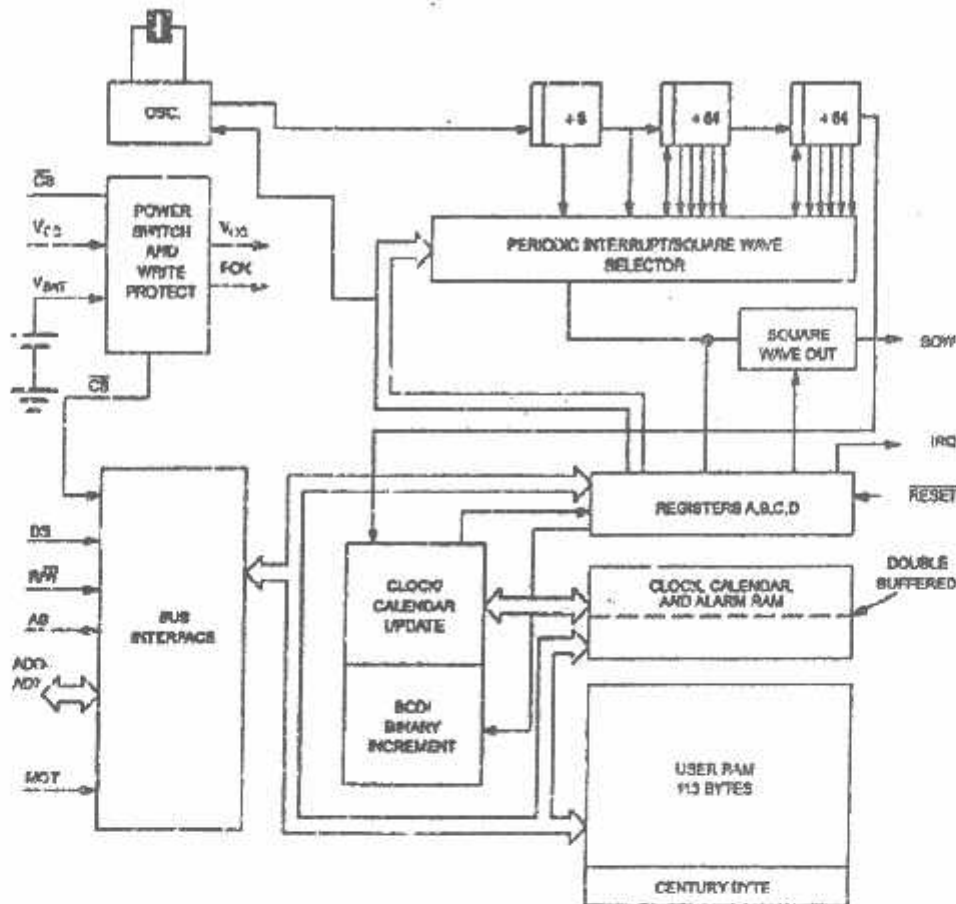 OSC.
÷ 8
÷ 64
÷ 64
CS
POWER
SWITCH
AND
WRITE
PROTECT
VCC
VCC
POK
VBAT
PERIODIC INTERRUPT/SQUARE WAVE
SELECTOR
SQUARE
WAVE OUT
SQW
CS
IRQ
REGISTERS A,B,C,D
RESET
DS
R/W
BUS
INTERFACE
CLOCK/
CALENDAR
UPDATE
CLOCK, CALENDAR,
AND ALARM RAM
DOUBLE
BUFFERED
AD0-
AD7
BCD/
BINARY
INCREMENT
USER RAM
113 BYTES
MOT
CENTURY BYTE